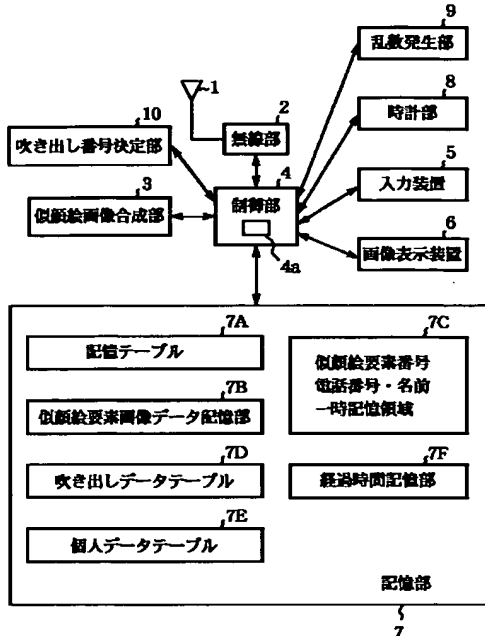 9
乱数発生部
~1
8
10
2
時計部
吹き出し番号決定部
無線部
3
4
5
似顔絵画像合成部
制御部
入力装置
6
4a
画像表示装置
7A
7C
記憶テーブル
似顔絵要素番号
電話番号・名前
一時記憶領域
7B
似顔絵要素画像データ記憶部
7D
7F
吹き出しデータテーブル
経過時間記憶部
7E
個人データテーブル
記憶部
7